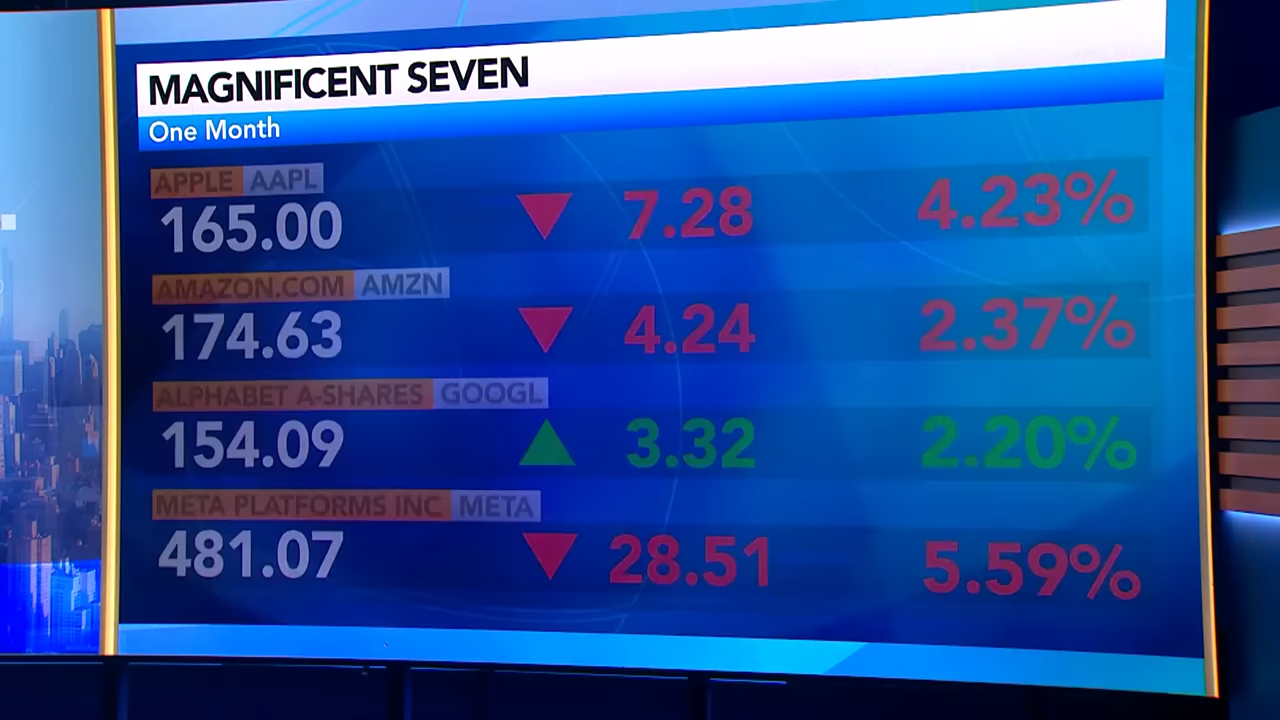 MAGNIFICENT SEVEN
One Month
APPLE AAPL
165.00 ▼ 7.28 4.23%
AMAZON.COM AMZN
174.63 ▼ 4.24 2.37%
ALPHABET A-SHARES GOOGL
154.09 ▲ 3.32 2.20%
META PLATFORMS INC META
481.07 ▼ 28.51 5.59%